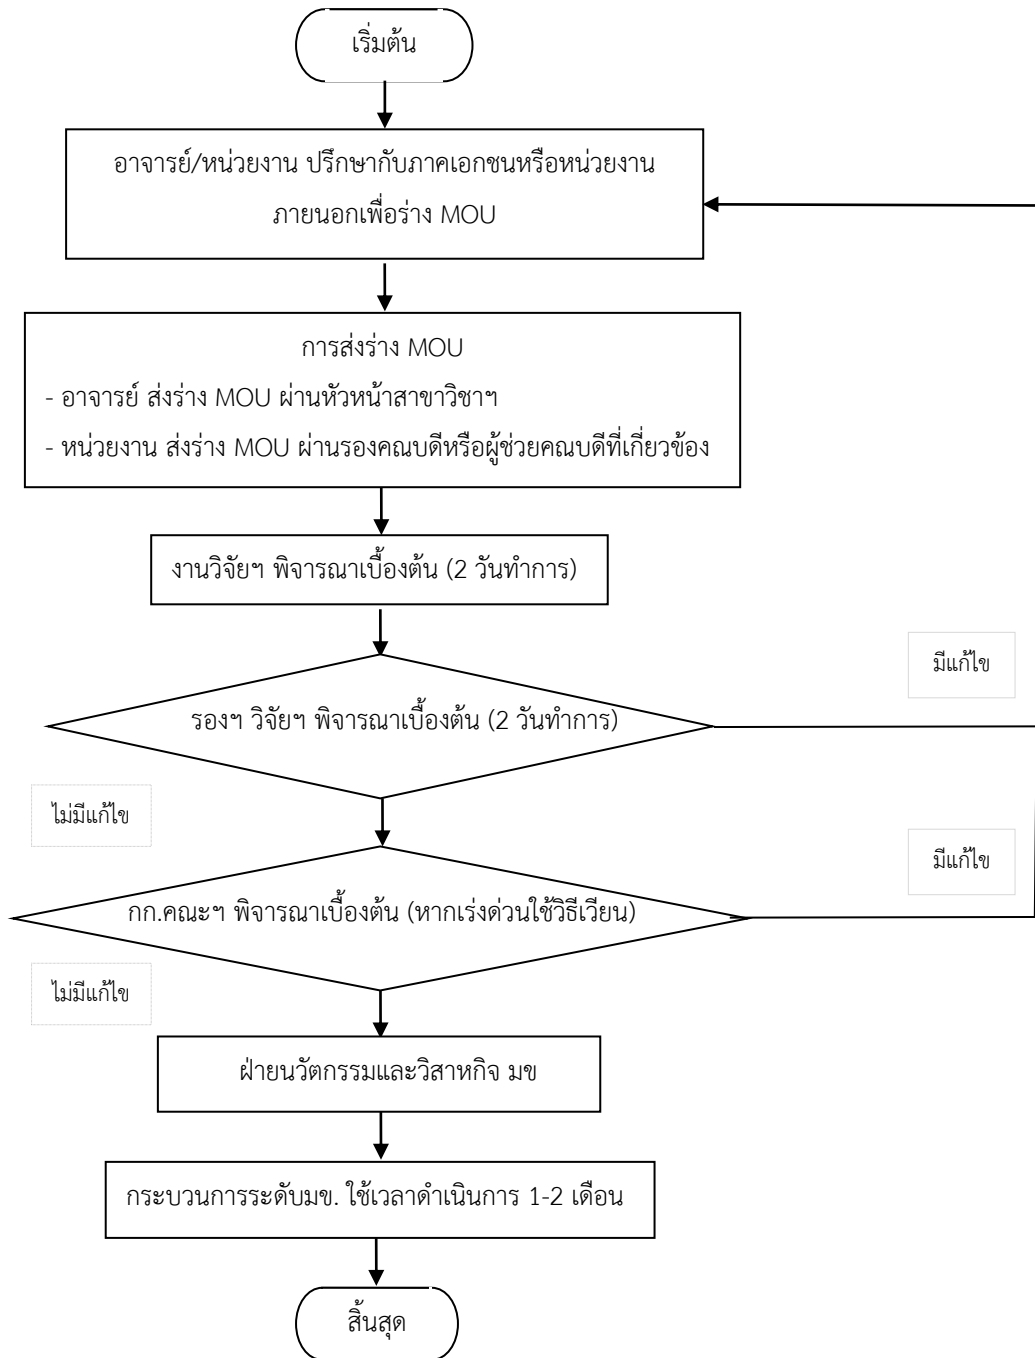 เริ่มต้น
อาจารย์/หน่วยงาน ปรึกษากับภาคเอกชนหรือหน่วยงาน
ภายนอกเพื่อร่าง MOU
การส่งร่าง MOU
- อาจารย์ ส่งร่าง MOU ผ่านหัวหน้าสาขาวิชาฯ
- หน่วยงาน ส่งร่าง MOU ผ่านรองคณบดีหรือผู้ช่วยคณบดีที่เกี่ยวข้อง
งานวิจัยฯ พิจารณาเบื้องต้น (2 วันทำการ)
มีแก้ไข
รองฯ วิจัยฯ พิจารณาเบื้องต้น (2 วันทำการ)
ไม่มีแก้ไข
มีแก้ไข
กก.คณะฯ พิจารณาเบื้องต้น (หากเร่งด่วนใช้วิธีเวียน)
ไม่มีแก้ไข
ฝ่ายนวัตกรรมและวิสาหกิจ มข
กระบวนการระดับมข. ใช้เวลาดำเนินการ 1-2 เดือน
สิ้นสุด